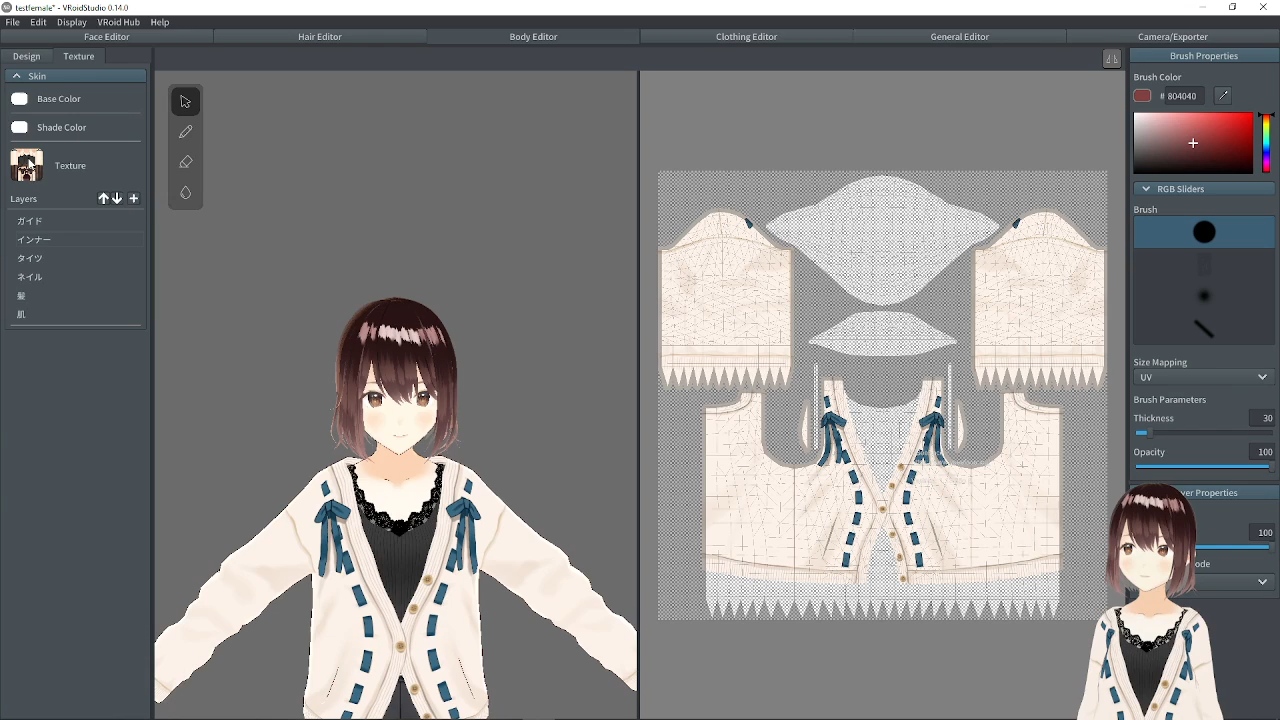 testfemale* - VRoidStudio 0.14.0
File Edit Display VRoid Hub Help
Face Editor Hair Editor Body Editor Clothing Editor General Editor Camera/Exporter
Design Texture
Skin
Base Color
Shade Color
Texture
Layers
ガイド
インナー
タイツ
ネイル
髪
肌
Brush Properties
Brush Color
# 804040
RGB Sliders
Brush
Size Mapping
UV
Brush Parameters
Thickness 30
Opacity 100
Properties
100